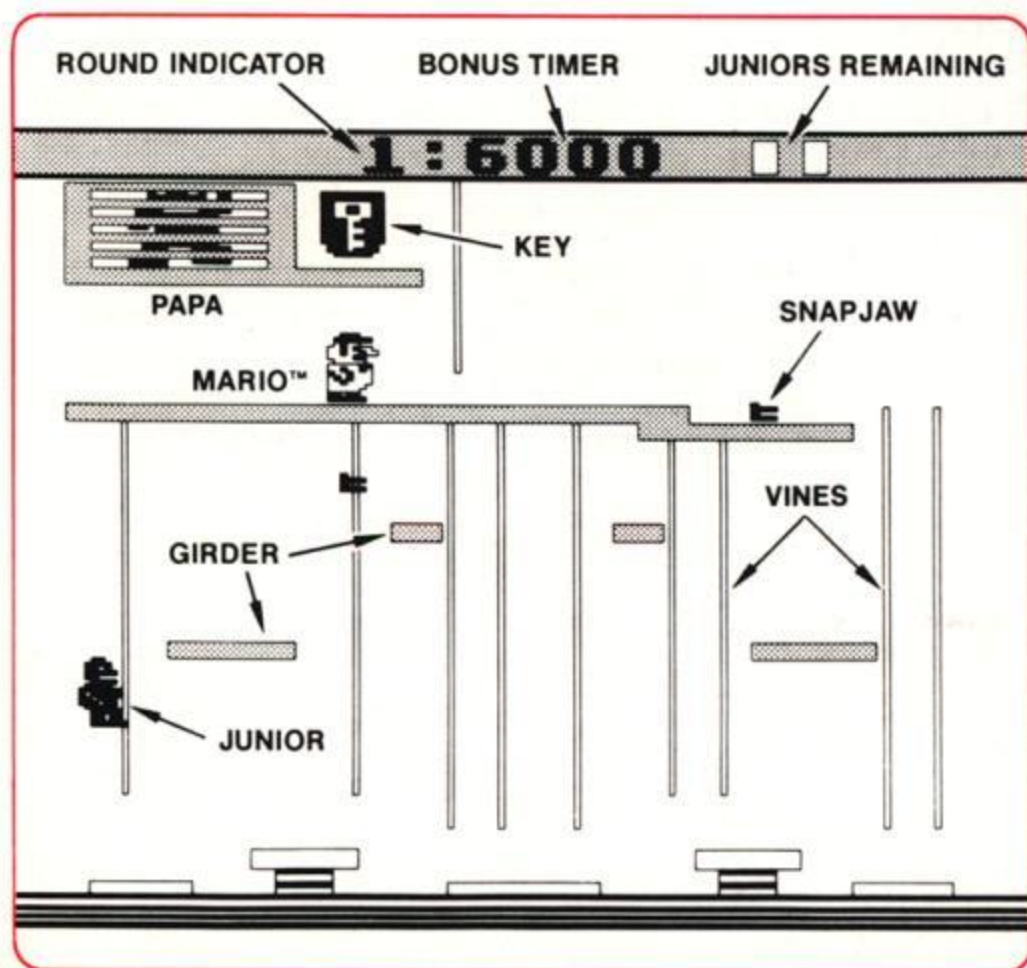 ROUND INDICATOR BONUS TIMER JUNIORS REMAINING
1:6000
KEY
PAPA
SNAPJAW
MARIO™
VINES
GIRDER
JUNIOR